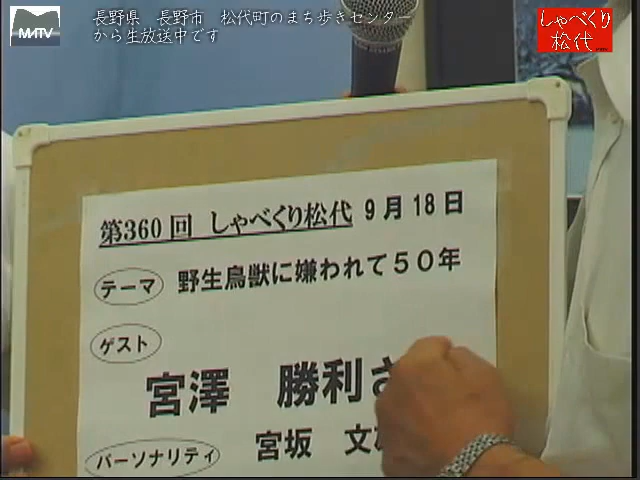 MATV
長野県　長野市　松代町のまち歩きセンター
から生放送中です
しゃべくり
松代
第360回 しゃべくり松代 9月18日
テーマ 野生鳥獣に嫌われて50年
ゲスト
宮澤　勝利さ
パーソナリティ 宮坂　文